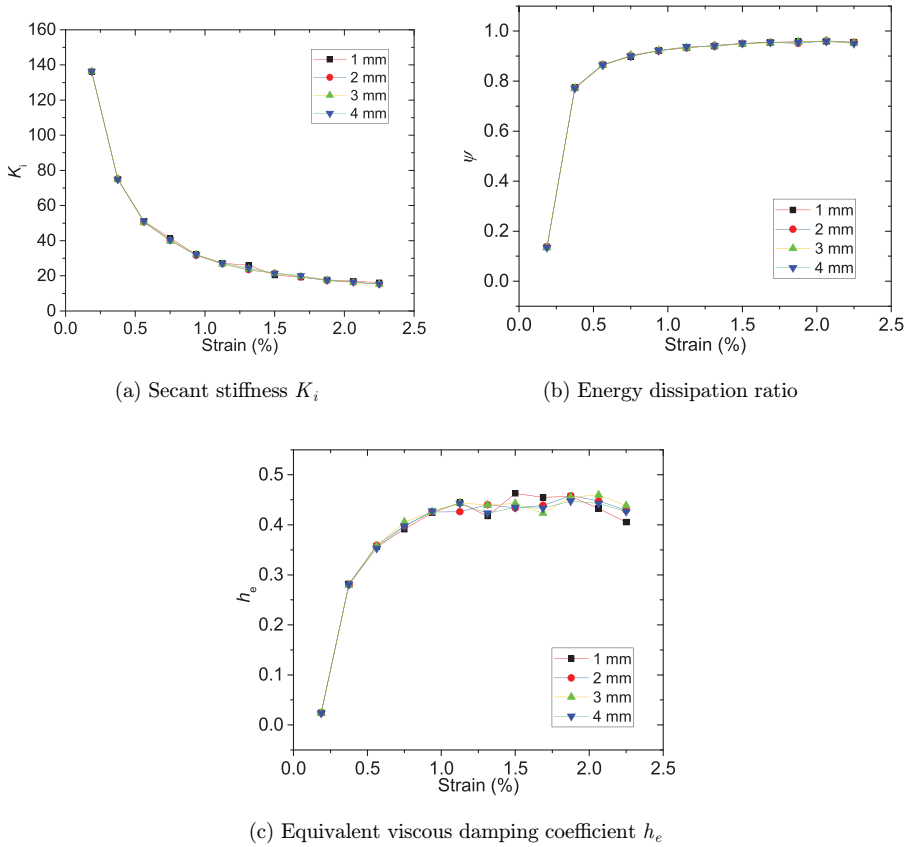 160
140
120
100
80
60
40
20
0
K_i
0.0 0.5 1.0 1.5 2.0 2.5
Strain (%)
1 mm
2 mm
3 mm
4 mm
(a) Secant stiffness K_i
1.0
0.8
0.6
0.4
0.2
0.0
ψ
0.0 0.5 1.0 1.5 2.0 2.5
Strain (%)
1 mm
2 mm
3 mm
4 mm
(b) Energy dissipation ratio
0.5
0.4
0.3
0.2
0.1
0.0
h_e
0.0 0.5 1.0 1.5 2.0 2.5
Strain (%)
1 mm
2 mm
3 mm
4 mm
(c) Equivalent viscous damping coefficient h_e